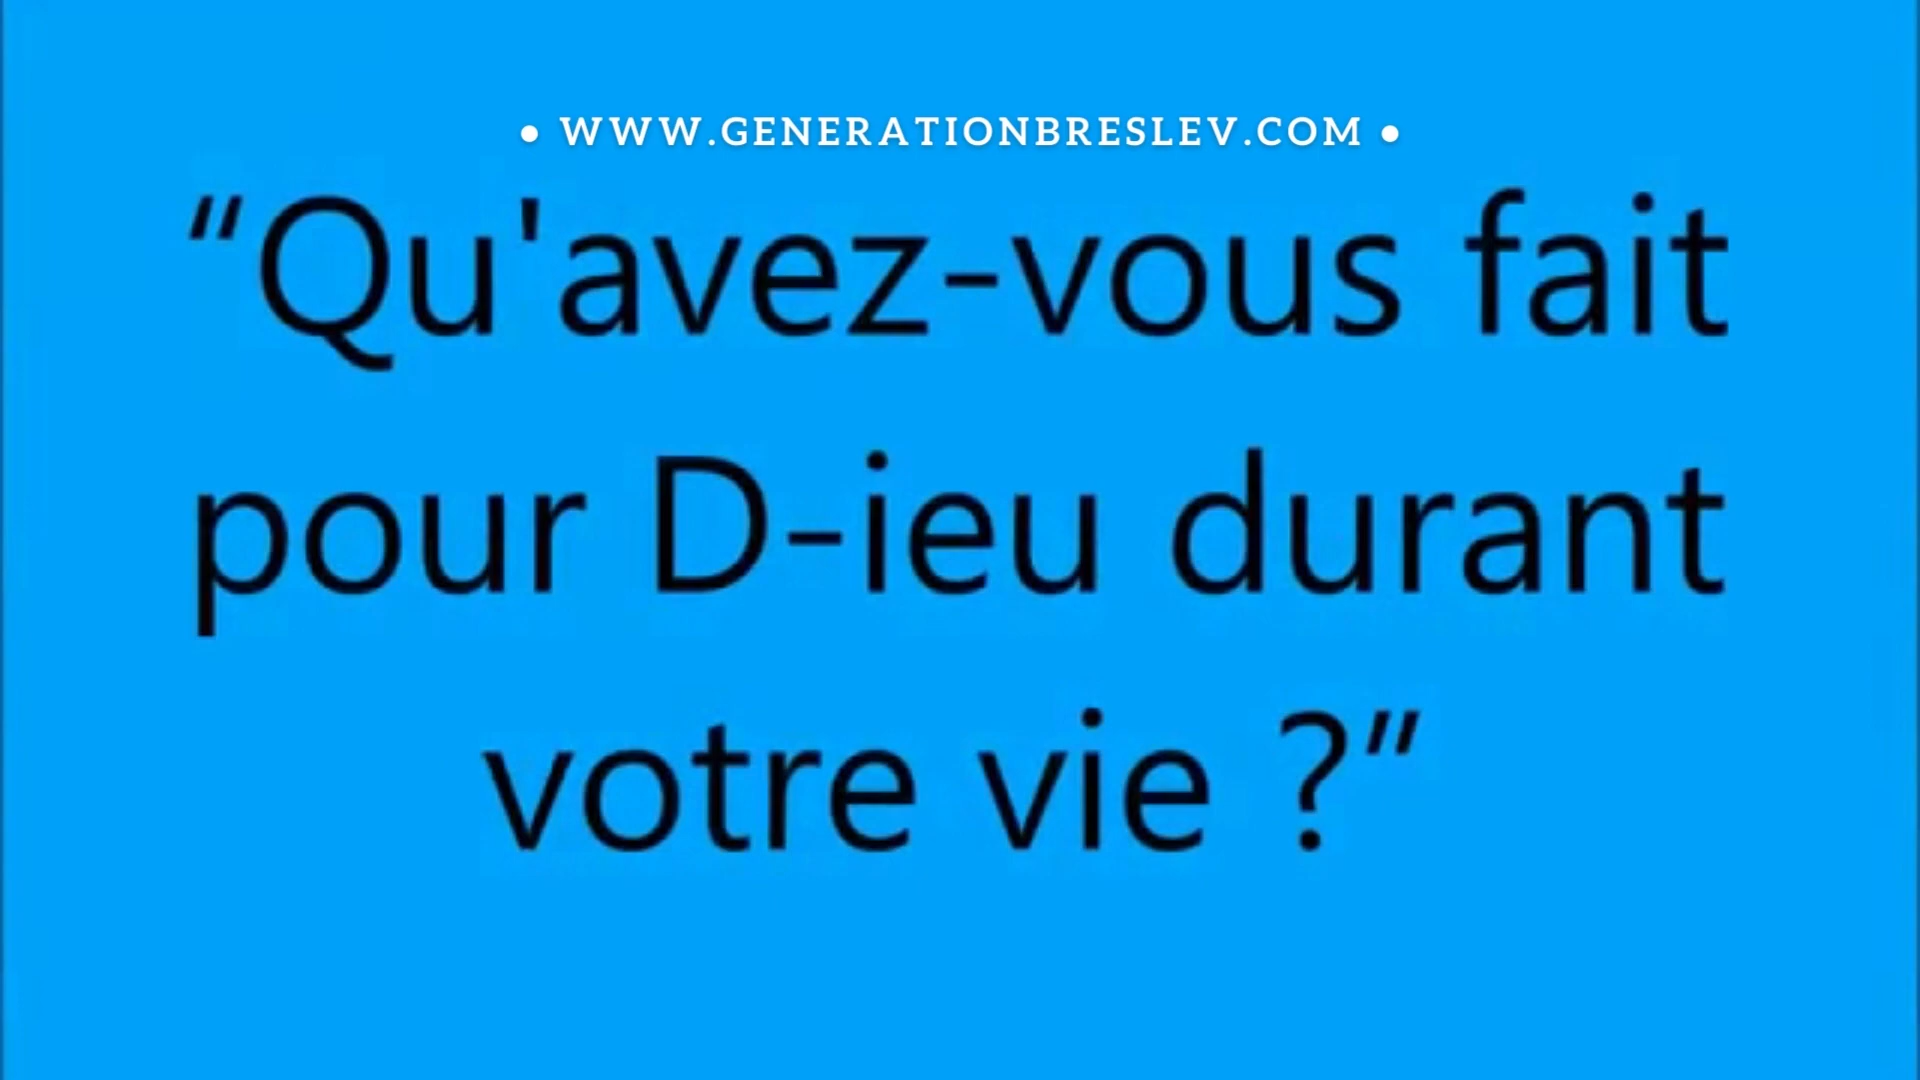 • WWW.GENERATIONBRESLEV.COM •
“Qu'avez-vous fait
pour D-ieu durant
votre vie ?”